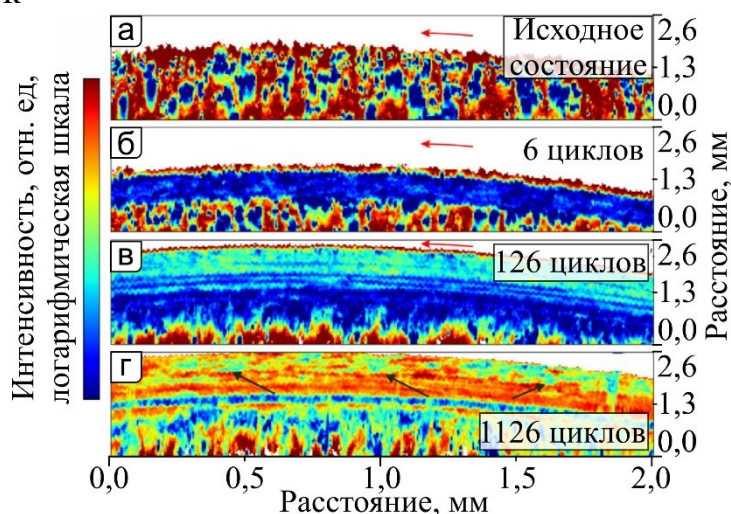 к
Интенсивность, отн. ед,
логарифмическая шкала
а
Исходное
состояние
2,6
1,3
0,0
б
6 циклов
2,6
1,3
0,0
в
126 циклов
2,6
1,3
0,0
г
1126 циклов
2,6
1,3
0,0
Расстояние, мм
0,0
0,5
1,0
1,5
2,0
Расстояние, мм